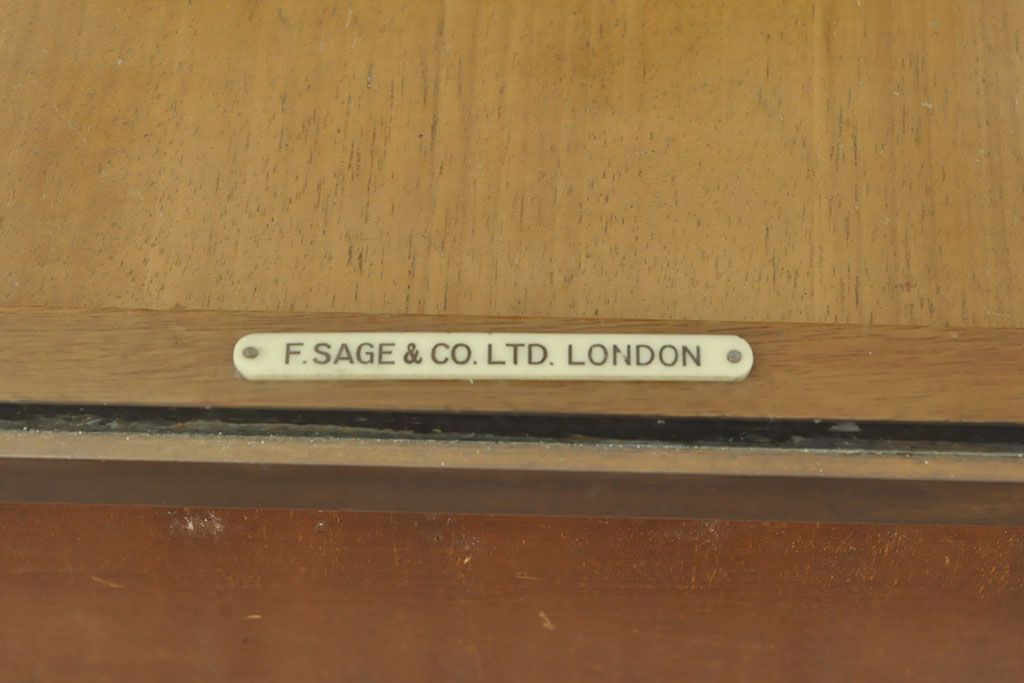 F. SAGE & CO. LTD. LONDON